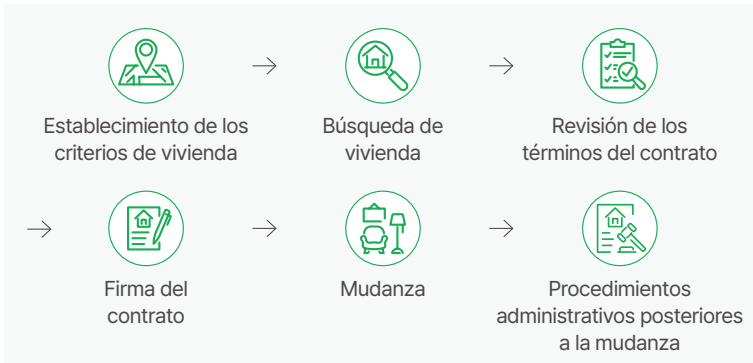 Establecimiento de los
criterios de vivienda
Búsqueda de
vivienda
Revisión de los
términos del contrato
Firma del
contrato
Mudanza
Procedimientos
administrativos posteriores
a la mudanza